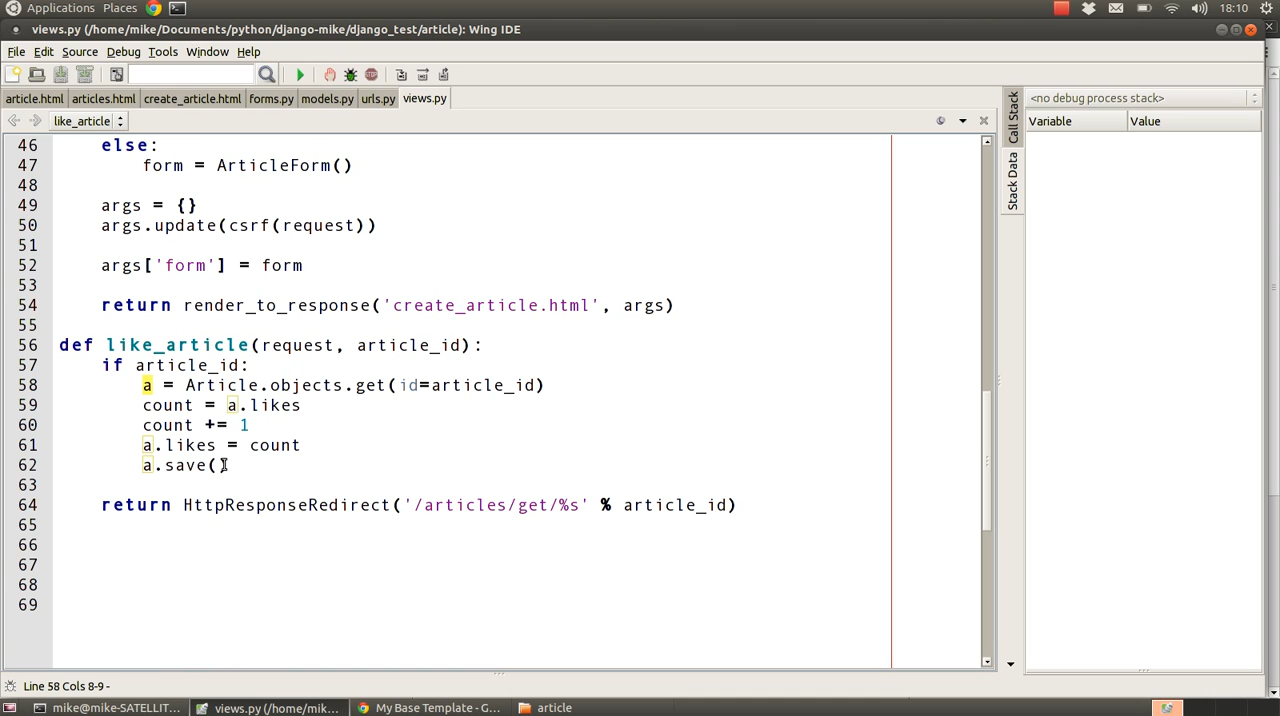 Applications Places 18:10
views.py (/home/mike/Documents/python/django-mike/django_test/article): Wing IDE
File Edit Source Debug Tools Window Help
article.html articles.html create_article.html forms.py models.py urls.py views.py
<no debug process stack>
like_article
Variable Value
Call Stack
Stack Data
46 else:
47 form = ArticleForm()
48
49 args = {}
50 args.update(csrf(request))
51
52 args['form'] = form
53
54 return render_to_response('create_article.html', args)
55
56 def like_article(request, article_id):
57 if article_id:
58 a = Article.objects.get(id=article_id)
59 count = a.likes
60 count += 1
61 a.likes = count
62 a.save()
63
64 return HttpResponseRedirect('/articles/get/%s' % article_id)
65
66
67
68
69
Line 58 Cols 8-9 -
mike@mike-SATELLIT... views.py (/home/mik... My Base Template - G... article